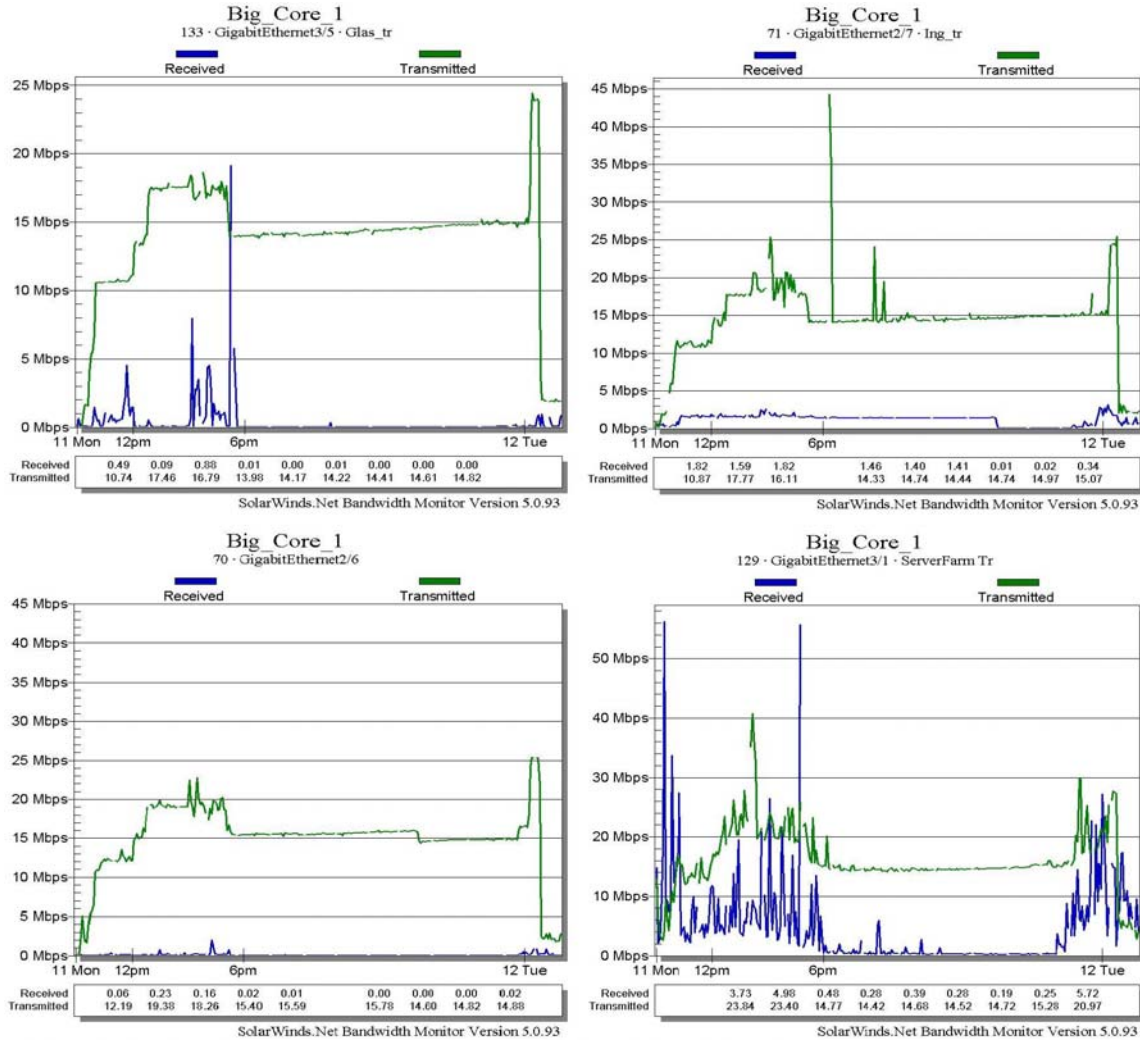 Big_Core_1
133 · GigabitEthernet3/5 · Glas_tr
Received Transmitted
25 Mbps
20 Mbps
15 Mbps
10 Mbps
5 Mbps
0 Mbps
11 Mon 12pm 6pm 12 Tue
Received 0.49 0.09 0.88 0.01 0.00 0.01 0.00 0.00 0.00
Transmitted 10.74 17.46 16.79 13.98 14.17 14.22 14.41 14.61 14.82
SolarWinds.Net Bandwidth Monitor Version 5.0.93
Big_Core_1
71 · GigabitEthernet2/7 · Ing_tr
Received Transmitted
45 Mbps
40 Mbps
35 Mbps
30 Mbps
25 Mbps
20 Mbps
15 Mbps
10 Mbps
5 Mbps
0 Mbps
11 Mon 12pm 6pm 12 Tue
Received 1.82 1.59 1.82 1.46 1.40 1.41 0.01 0.02 0.34
Transmitted 10.87 17.77 16.11 14.33 14.74 14.44 14.74 14.97 15.07
SolarWinds.Net Bandwidth Monitor Version 5.0.93
Big_Core_1
70 · GigabitEthernet2/6
Received Transmitted
45 Mbps
40 Mbps
35 Mbps
30 Mbps
25 Mbps
20 Mbps
15 Mbps
10 Mbps
5 Mbps
0 Mbps
11 Mon 12pm 6pm 12 Tue
Received 0.06 0.23 0.16 0.02 0.01 0.00 0.00 0.00 0.02
Transmitted 12.19 19.38 18.26 15.40 15.59 15.78 14.60 14.82 14.88
SolarWinds.Net Bandwidth Monitor Version 5.0.93
Big_Core_1
129 · GigabitEthernet3/1 · ServerFarm Tr
Received Transmitted
50 Mbps
40 Mbps
30 Mbps
20 Mbps
10 Mbps
0 Mbps
11 Mon 12pm 6pm 12 Tue
Received 3.73 4.98 0.48 0.28 0.39 0.28 0.19 0.25 5.72
Transmitted 23.84 23.40 14.77 14.42 14.68 14.52 14.72 15.28 20.97
SolarWinds.Net Bandwidth Monitor Version 5.0.93